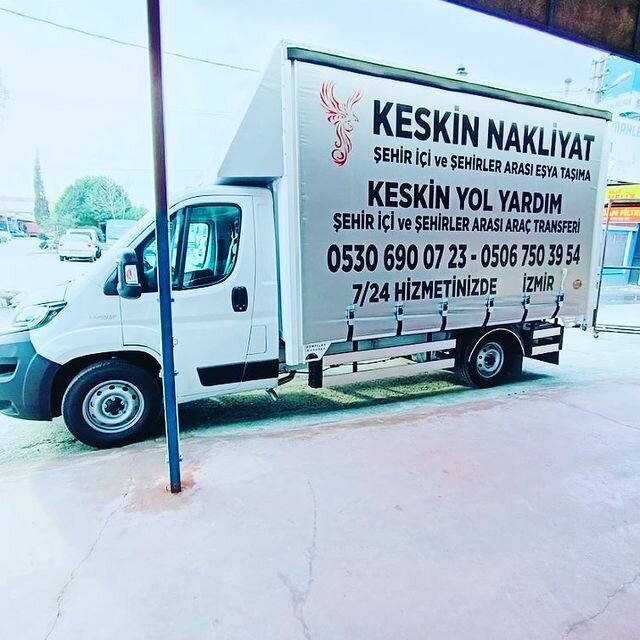 KESKİN NAKLİYAT
ŞEHİR İÇİ ve ŞEHİRLER ARASI EŞYA TAŞIMA
KESKİN YOL YARDIM
ŞEHİR İÇİ ve ŞEHİRLER ARASI ARAÇ TRANSFERİ
0530 690 07 23 - 0506 750 39 54
7/24 HİZMETİNİZDE İZMİR